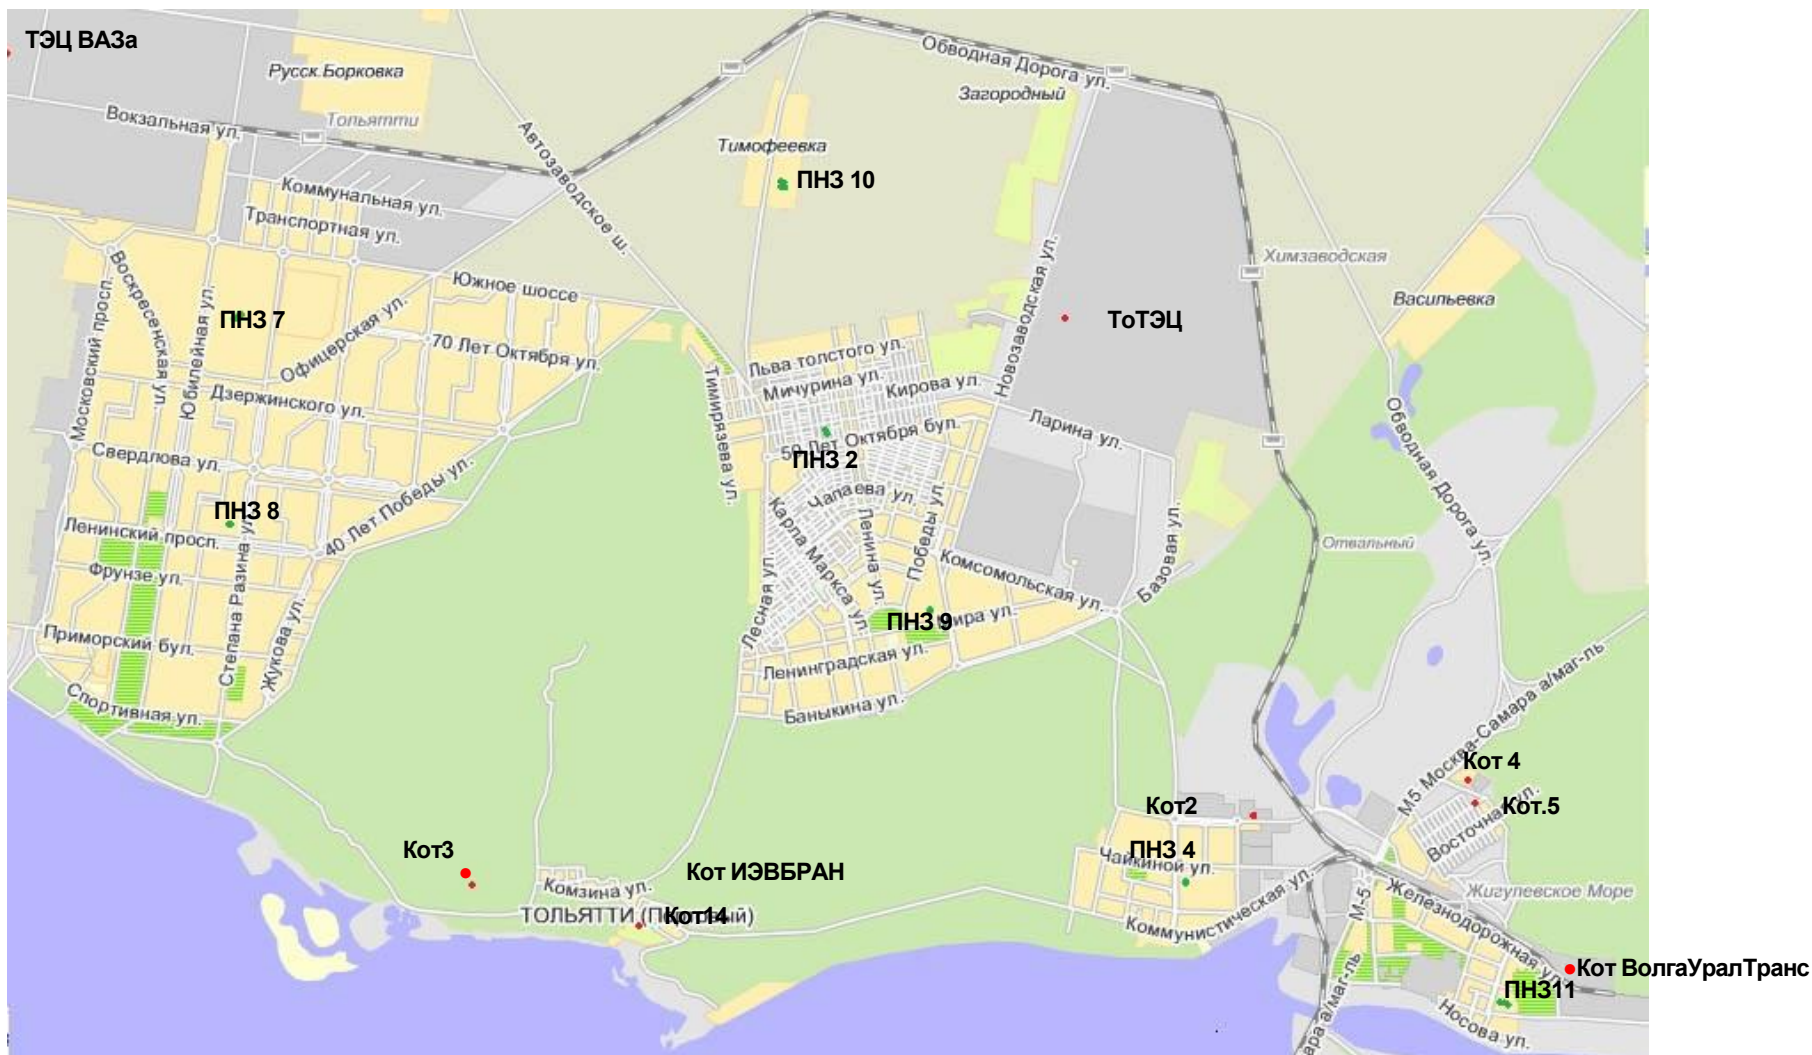 ТЭЦ ВАЗа
Обводная Дорога ул.
Русск.Борковка
Загородный
Вокзальная ул.
Тольятти
Автозаводское ш.
Тимофеевка
ПНЗ 10
Коммунальная ул.
Транспортная ул.
Воскресенская ул.
Московский просп.
Юбилейная ул.
Южное шоссе
Новозаводская ул.
Химзаводская
Васильевка
ПНЗ 7
ТоТЭЦ
Офицерская ул.
70 Лет Октября ул.
Льва толстого ул.
Мичурина ул.
Кирова ул.
Тимирязева ул.
Дзержинского ул.
Ларина ул.
Обводная Дорога ул.
50 Лет Октября бул.
Свердлова ул.
ПНЗ 2
Чапаева ул.
40 Лет Победы ул.
ПНЗ 8
Ленинский просп.
Карла Маркса ул.
Ленина ул.
Победы ул.
Базовая ул.
Отвальный
Фрунзе ул.
Степана Разина ул.
Лесная ул.
Комсомольская ул.
ПНЗ 9
Мира ул.
Приморский бул.
Жукова ул.
Ленинградская ул.
Спортивная ул.
Баныкина ул.
М5 Москва-Самара а/маг-ль
Кот 4
Кот2
Кот.5
Восточная ул.
Кот3
ПНЗ 4
Чайкиной ул.
Кот ИЭВБРАН
Комзина ул.
Жигулевское Море
ТОЛЬЯТТИ
Кот14
Коммунистическая ул.
М-5
Железнодорожная ул.
Кот ВолгаУралТранс
ПНЗ11
Носова ул.
ара а/маг-ль